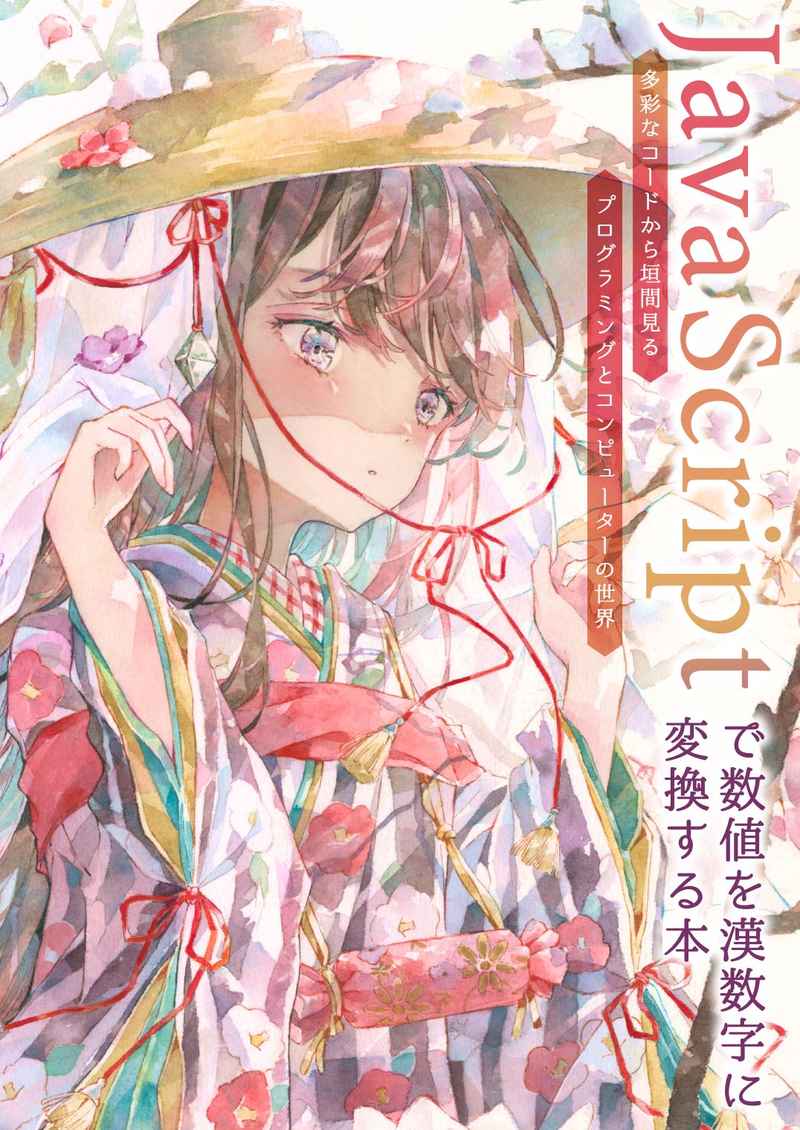 JavaScript
で数値を漢数字に
変換する本
多彩なコードから垣間見る
プログラミングとコンピューターの世界